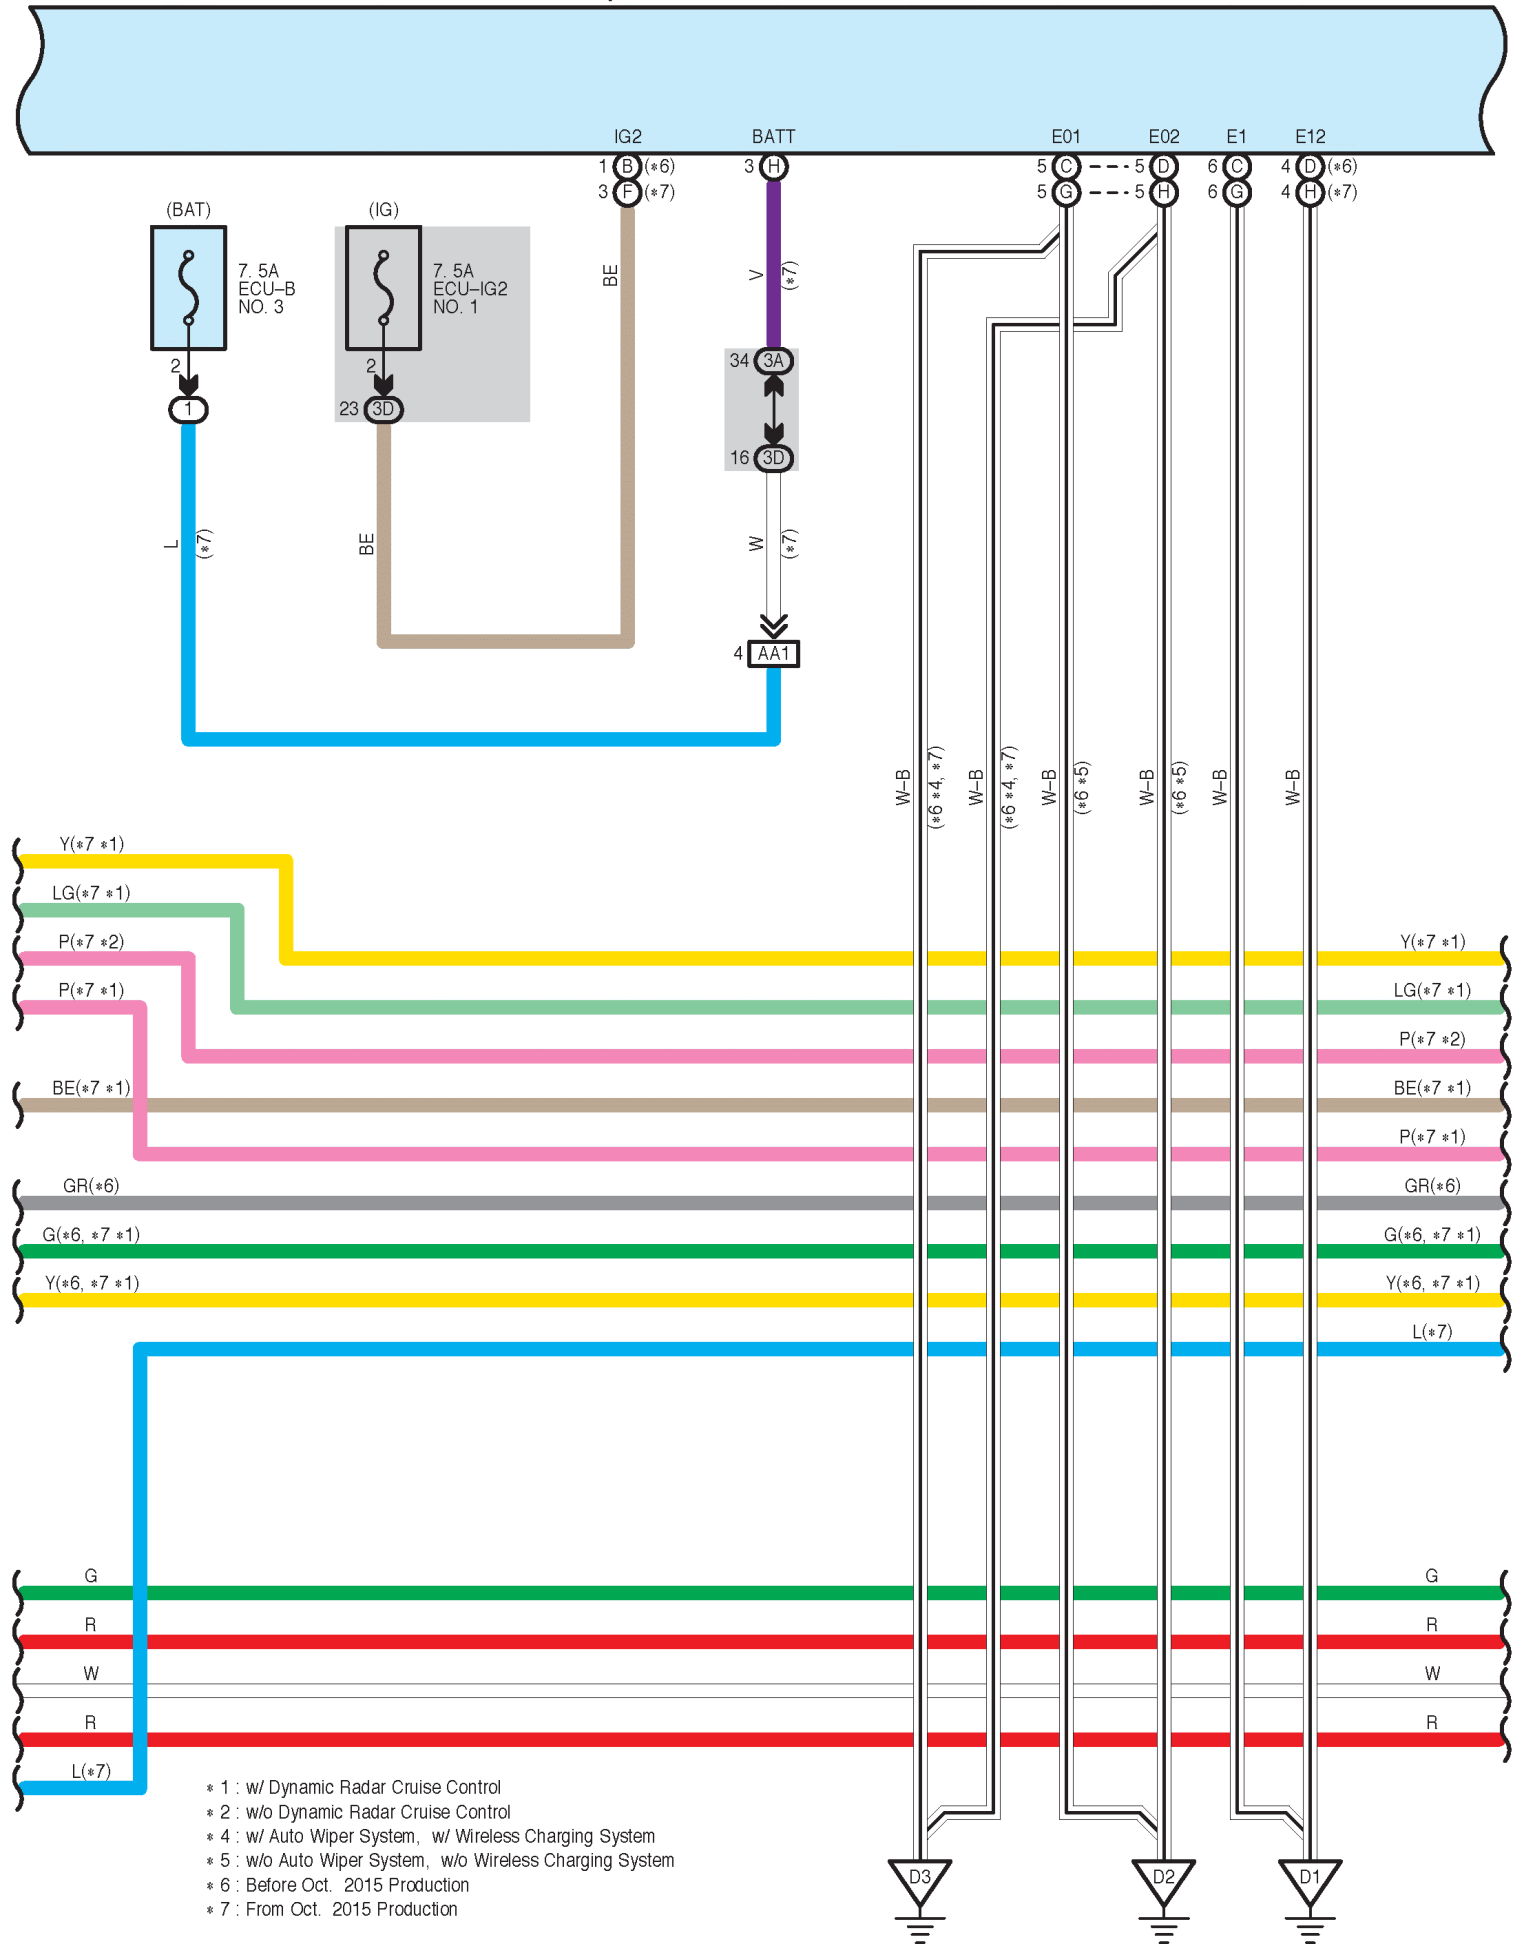 IG2 BATT E01 E02 E1 E12
1 B (*6) 3 H 5 C 5 D 6 C 4 D (*6)
3 F (*7) 5 G 5 H 6 G 4 H (*7)
(BAT) (IG)
7. 5A
ECU–B
NO. 3
7. 5A
ECU–IG2
NO. 1
BE
V
(*7)
2
2
34 3A
1
23 3D
16 3D
L
(*7)
BE
W
(*7)
4 AA1
W–B
(*6 *4, *7)
W–B
(*6 *4, *7)
W–B
(*6 *5)
W–B
(*6 *5)
W–B
W–B
Y(*7 *1)
LG(*7 *1)
P(*7 *2) Y(*7 *1)
P(*7 *1) LG(*7 *1)
P(*7 *2)
BE(*7 *1) BE(*7 *1)
P(*7 *1)
GR(*6) GR(*6)
G(*6, *7 *1) G(*6, *7 *1)
Y(*6, *7 *1) Y(*6, *7 *1)
L(*7)
G G
R R
W W
R R
L(*7)
* 1 : w/ Dynamic Radar Cruise Control
* 2 : w/o Dynamic Radar Cruise Control
* 4 : w/ Auto Wiper System, w/ Wireless Charging System
* 5 : w/o Auto Wiper System, w/o Wireless Charging System
* 6 : Before Oct. 2015 Production
* 7 : From Oct. 2015 Production
D3 D2 D1